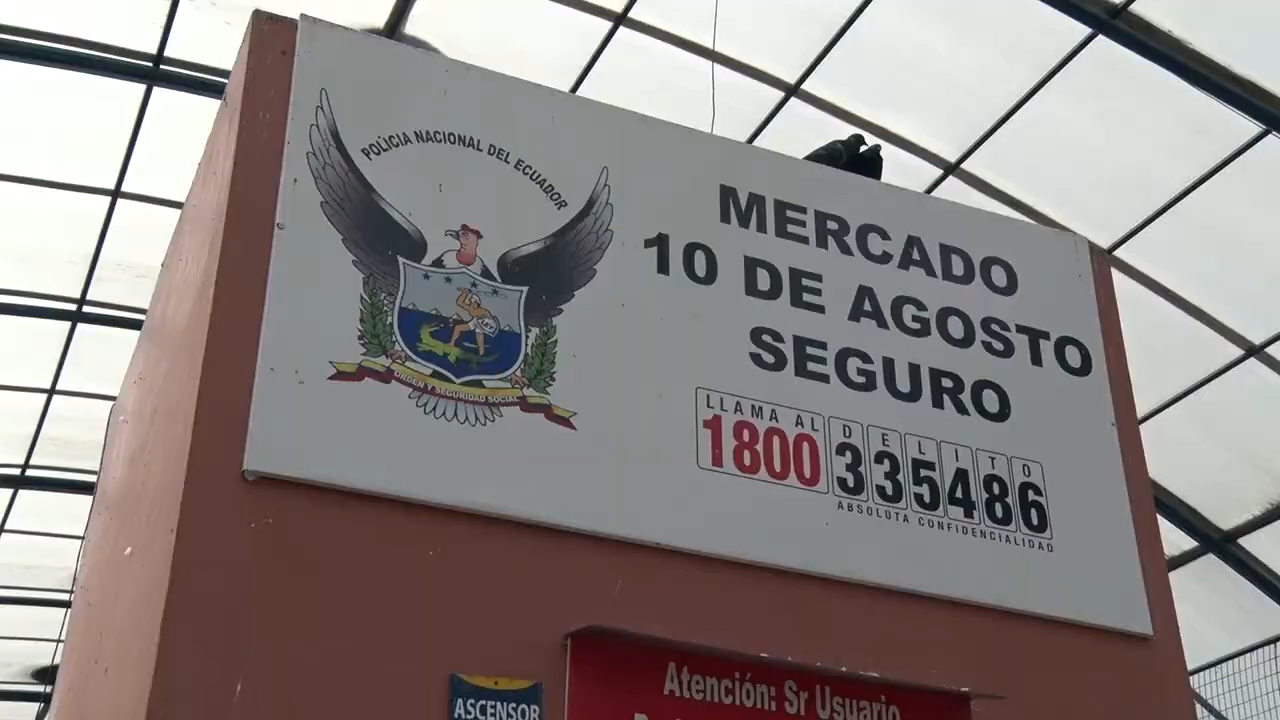 POLICIA NACIONAL DEL ECUADOR
ORDEN Y SEGURIDAD SOCIAL
MERCADO
10 DE AGOSTO
SEGURO
LLAMA AL DELITO
1800 335486
ABSOLUTA CONFIDENCIALIDAD
ASCENSOR
Atención: Sr Usuario